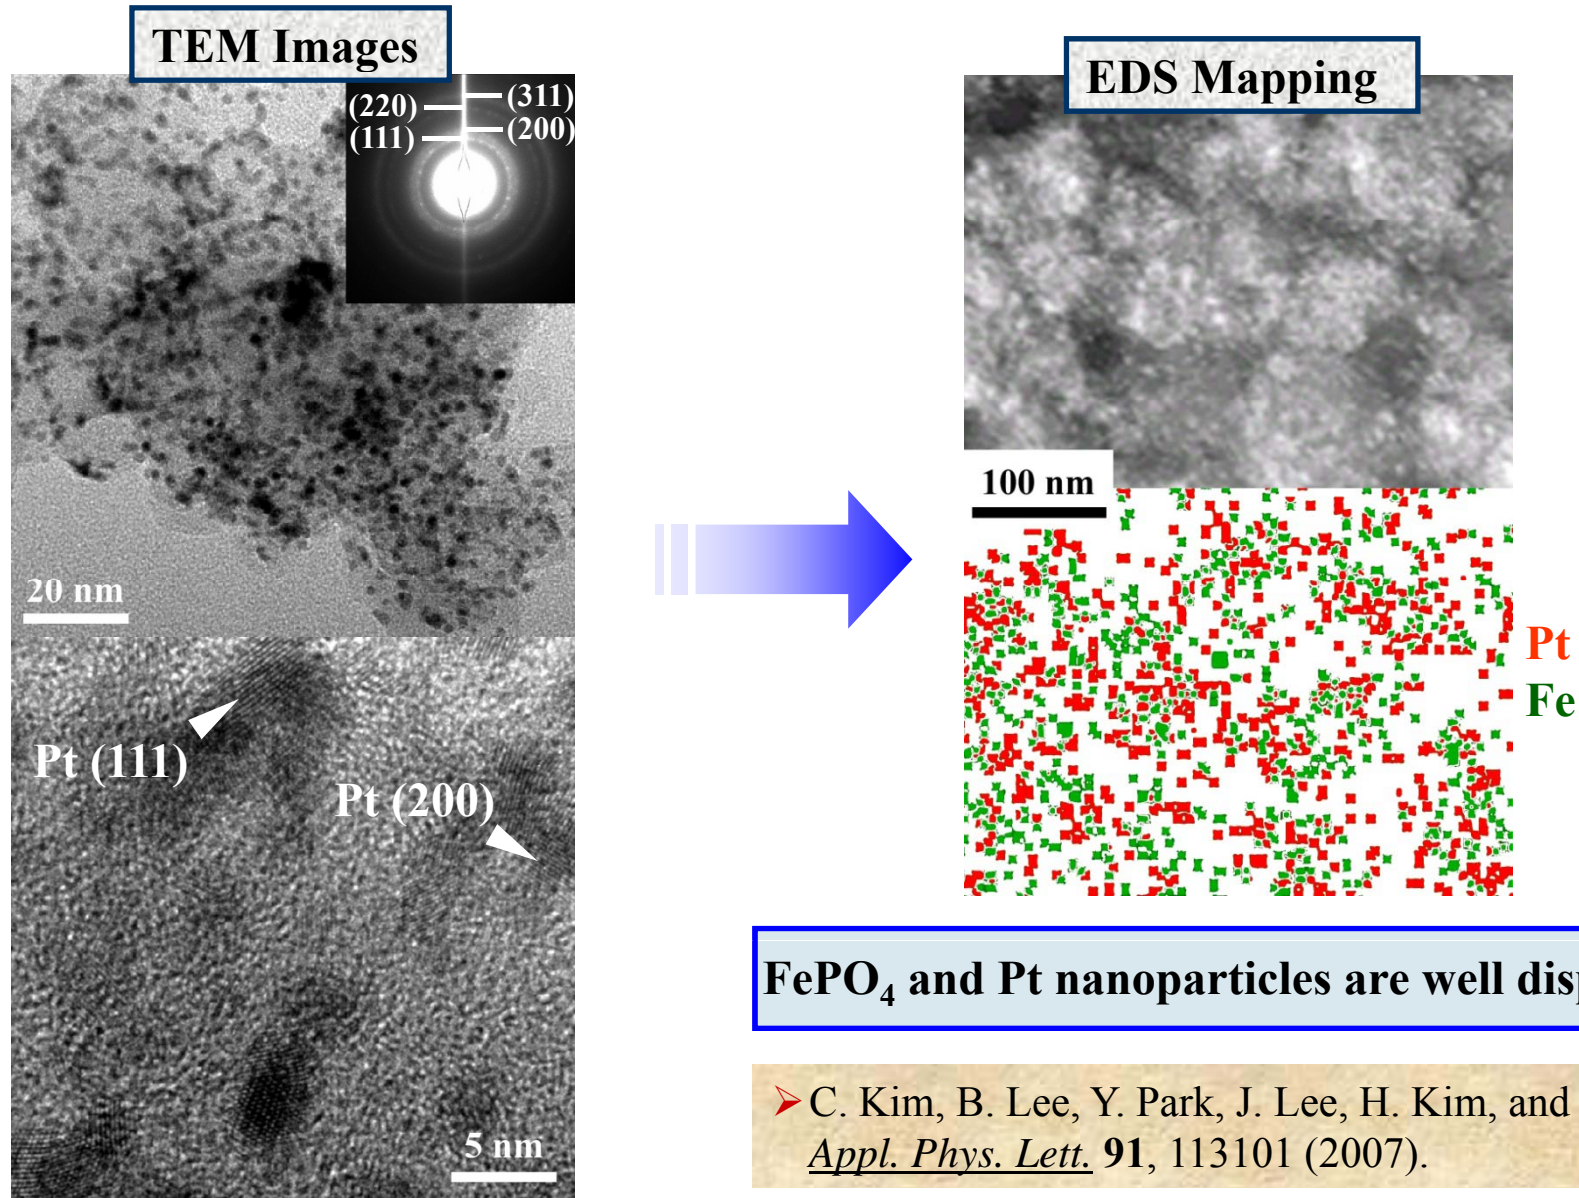 TEM Images
(220)
(311)
(111)
(200)
20 nm
Pt (111)
Pt (200)
5 nm
EDS Mapping
100 nm
Pt
Fe
FePO₄ and Pt nanoparticles are well
C. Kim, B. Lee, Y. Park, J. Lee, H. Kim, and
Appl. Phys. Lett. 91, 113101 (2007).